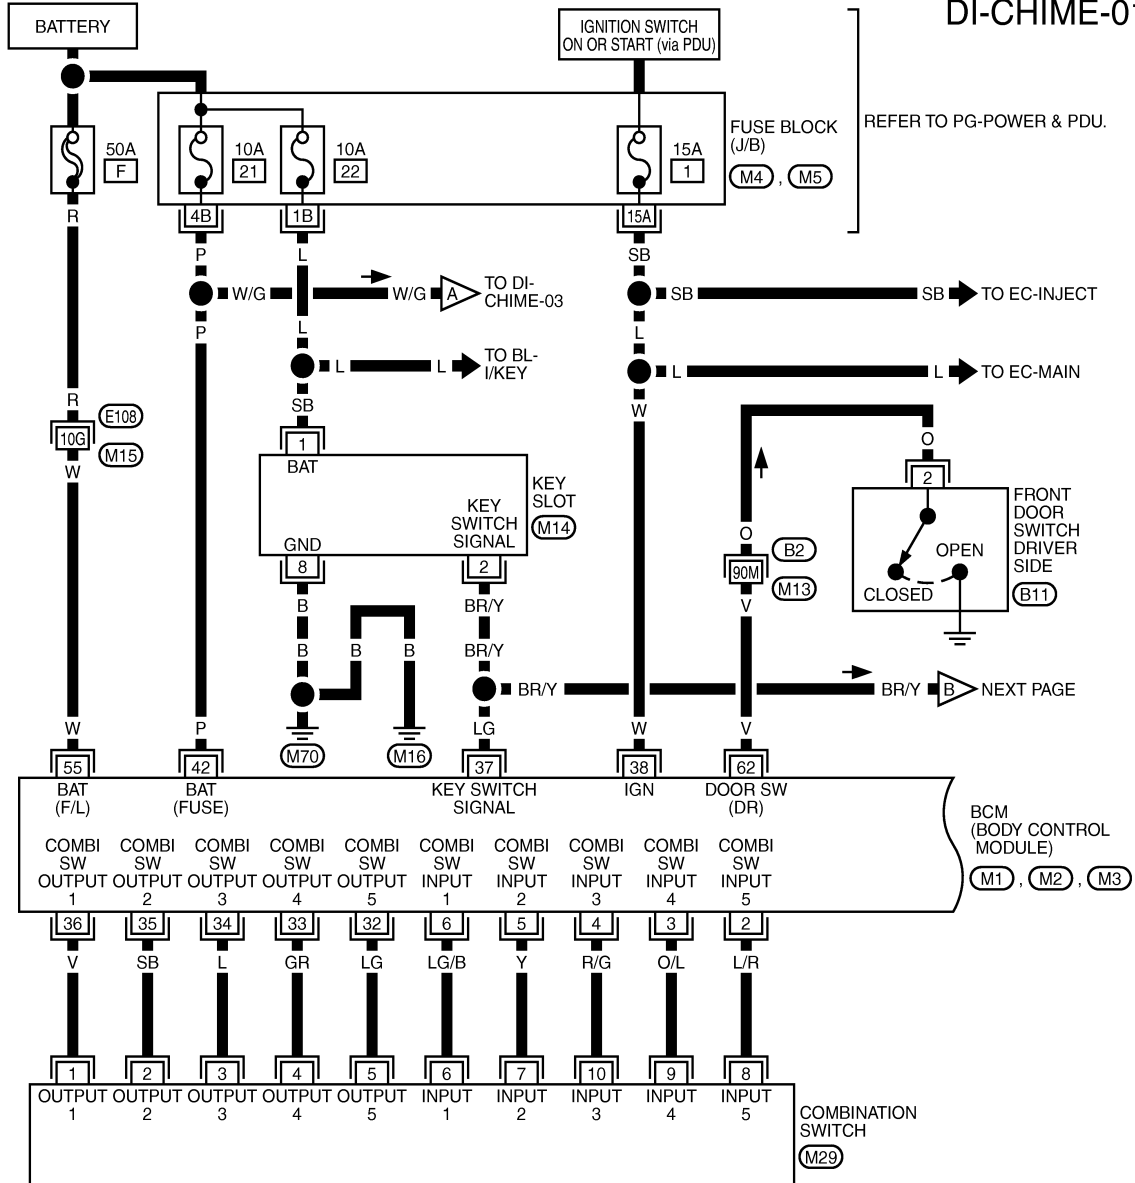 DI-CHIME-01
BATTERY
IGNITION SWITCH
ON OR START (via PDU)
REFER TO PG-POWER & PDU.
FUSE BLOCK
(J/B)
M4 , M5
50A
F
10A
21
10A
22
15A
1
4B
1B
15A
R
P
L
SB
W/G
W/G
A
TO DI-
CHIME-03
SB
SB
TO EC-INJECT
P
L
L
L
L
TO BL-
I/KEY
L
L
TO EC-MAIN
R
SB
W
E108
10G
M15
W
1
BAT
KEY
SLOT
M14
KEY
SWITCH
SIGNAL
GND
8
2
O
2
FRONT
DOOR
SWITCH
DRIVER
SIDE
B11
OPEN
CLOSED
O
B2
90M
M13
V
B
BR/Y
B
B
B
BR/Y
BR/Y
BR/Y
B
NEXT PAGE
W
P
M70
M16
LG
W
V
55
42
37
38
62
BAT
(F/L)
BAT
(FUSE)
KEY SWITCH
SIGNAL
IGN
DOOR SW
(DR)
BCM
(BODY CONTROL
MODULE)
M1 , M2 , M3
COMBI
SW
OUTPUT
1
COMBI
SW
OUTPUT
2
COMBI
SW
OUTPUT
3
COMBI
SW
OUTPUT
4
COMBI
SW
OUTPUT
5
COMBI
SW
INPUT
1
COMBI
SW
INPUT
2
COMBI
SW
INPUT
3
COMBI
SW
INPUT
4
COMBI
SW
INPUT
5
36 35 34 33 32 6 5 4 3 2
V SB L GR LG LG/B Y R/G O/L L/R
1 2 3 4 5 6 7 10 9 8
OUTPUT
1
OUTPUT
2
OUTPUT
3
OUTPUT
4
OUTPUT
5
INPUT
1
INPUT
2
INPUT
3
INPUT
4
INPUT
5
COMBINATION
SWITCH
M29